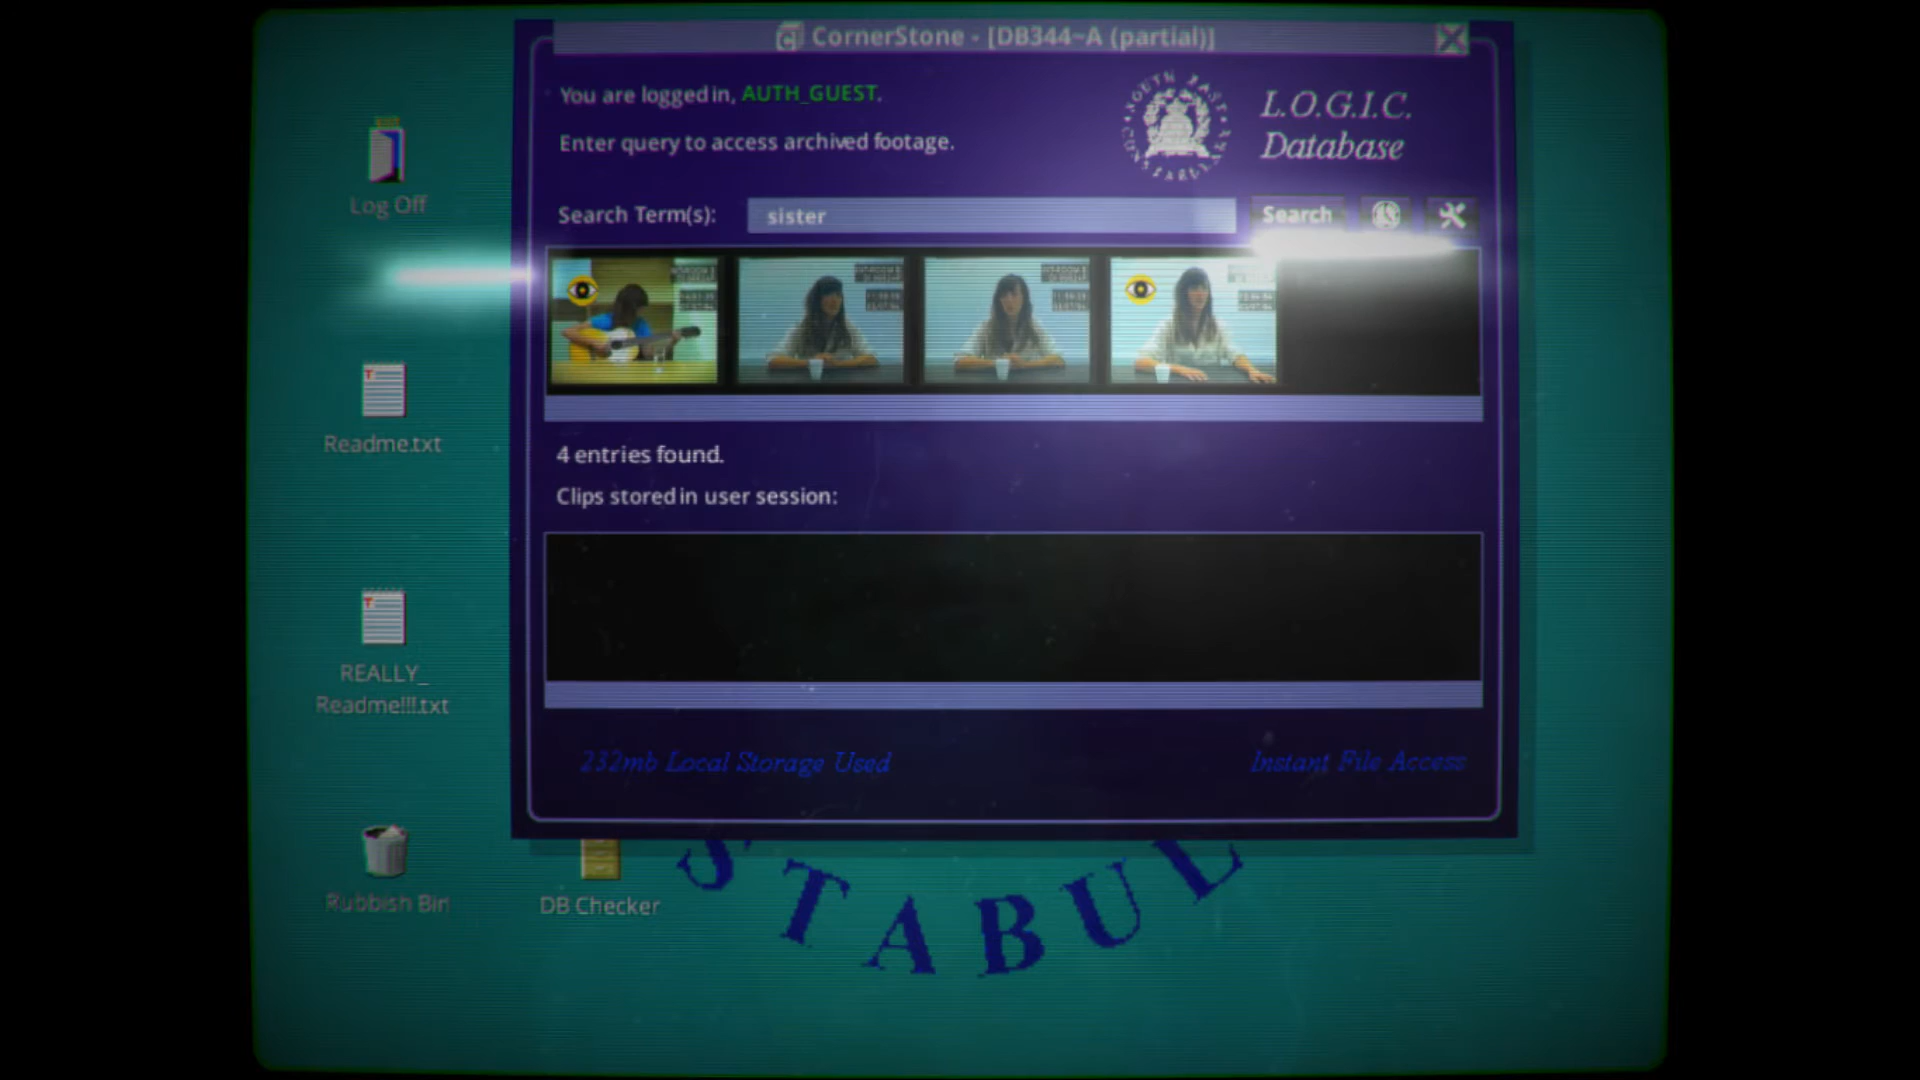 CornerStone - [DB344~A (partial)]
You are logged in, AUTH_GUEST.
Enter query to access archived footage.
L.O.G.I.C.
Database
Search Term(s):
sister
Search
4 entries found.
Clips stored in user session:
232mb Local Storage Used
Instant File Access
Log Off
Readme.txt
REALLY_
Readme!!!.txt
Rubbish Bin
DB Checker
STABUL